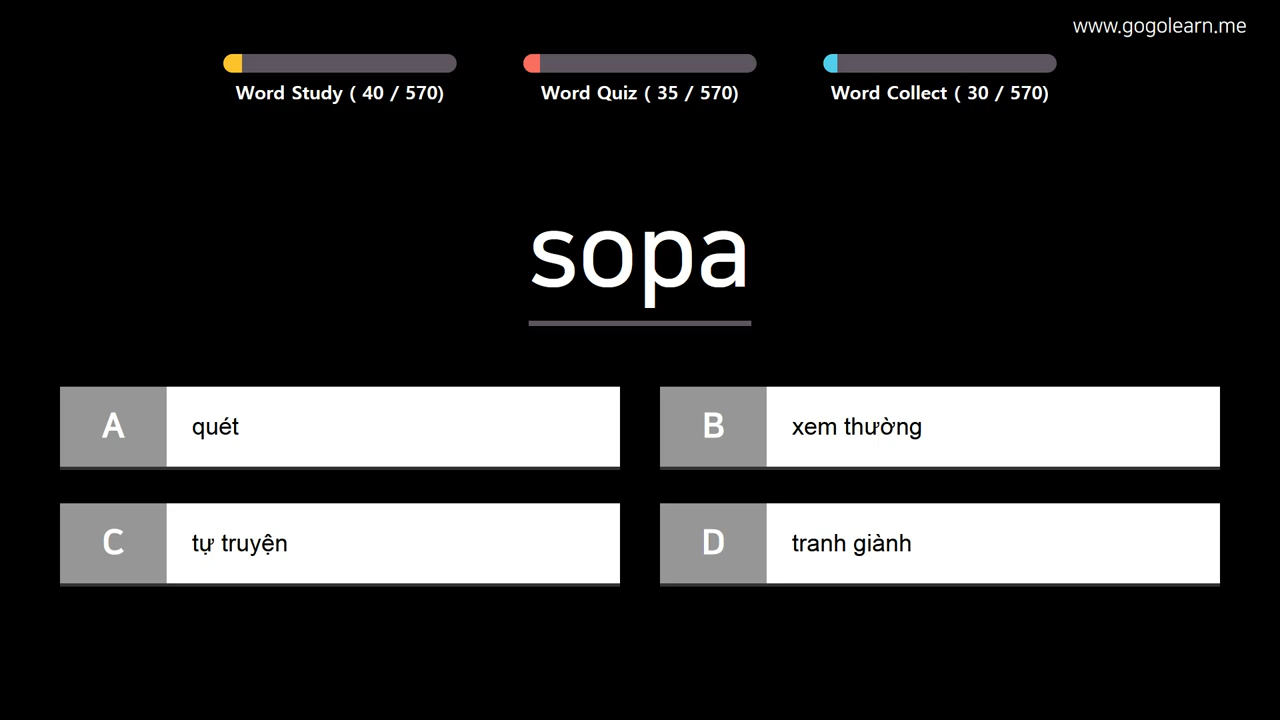 www.gogolearn.me
Word Study ( 40 / 570)
Word Quiz ( 35 / 570)
Word Collect ( 30 / 570)
sopa
A quét
B xem thường
C tự truyện
D tranh giành